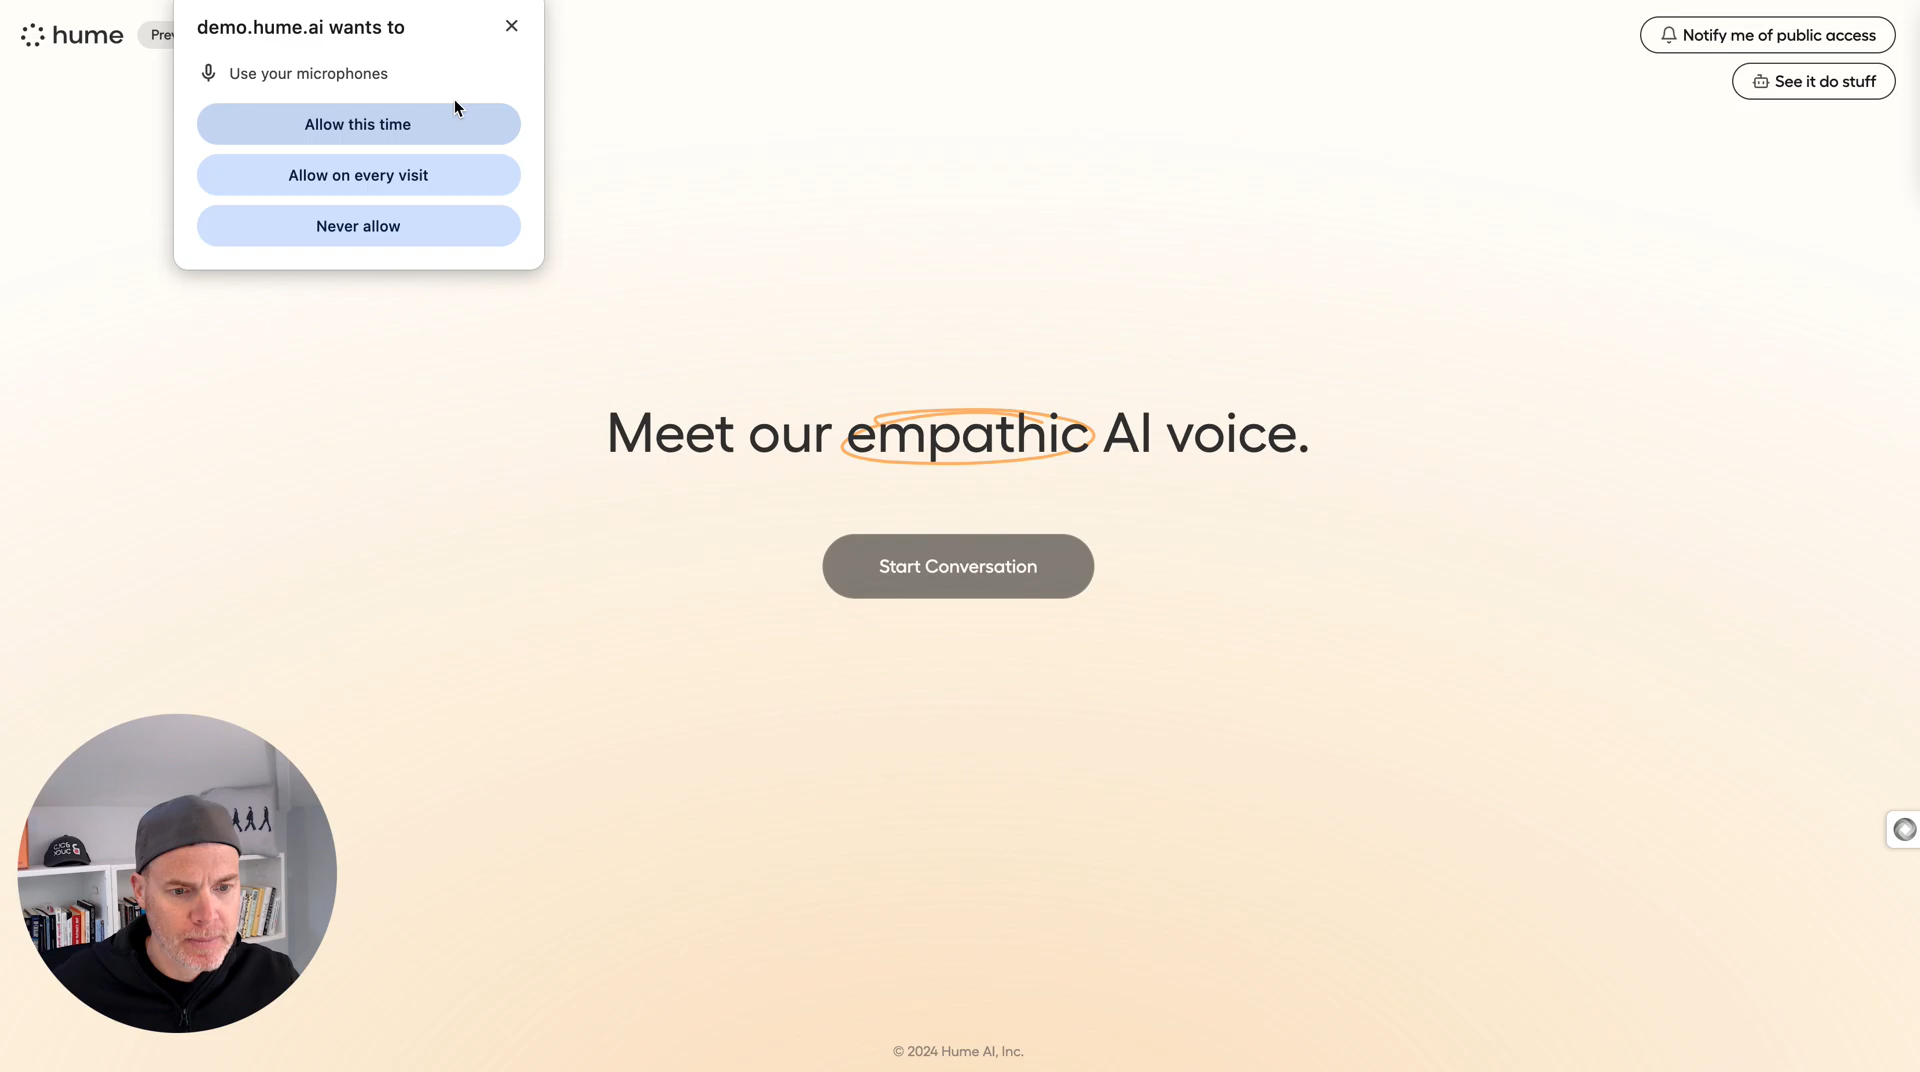 hume
Prev
demo.hume.ai wants to
Use your microphones
Allow this time
Allow on every visit
Never allow
Notify me of public access
See it do stuff
Meet our empathic AI voice.
Start Conversation
© 2024 Hume AI, Inc.